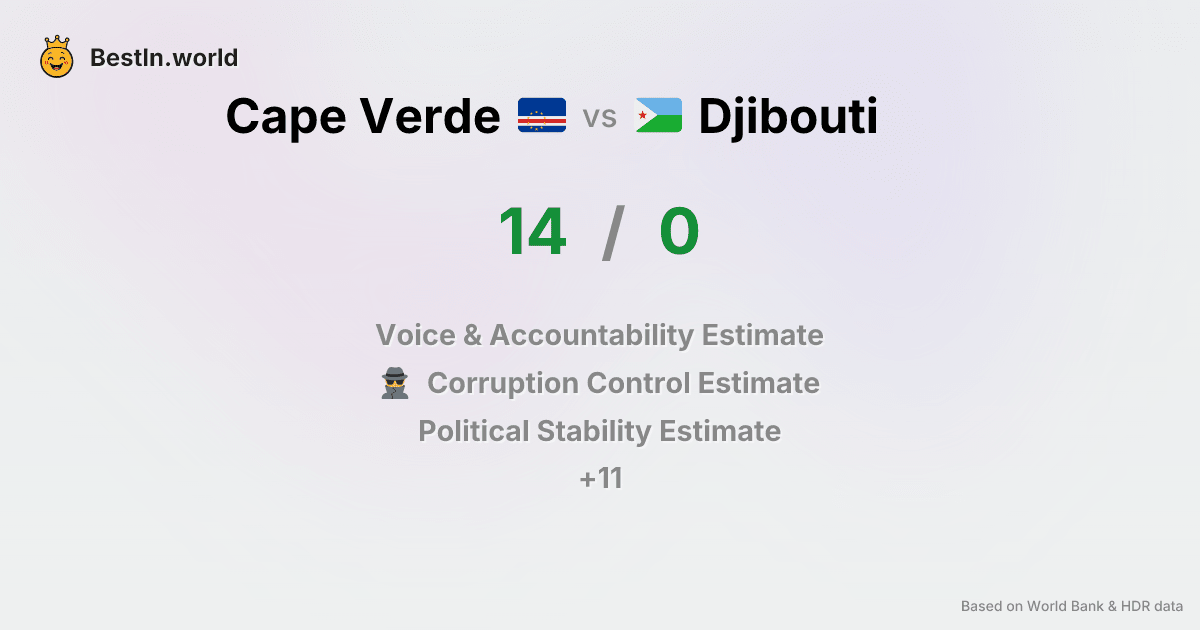 BestIn.world
Cape Verde vs Djibouti
14 / 0
Voice & Accountability Estimate
Corruption Control Estimate
Political Stability Estimate
+11
Based on World Bank & HDR data